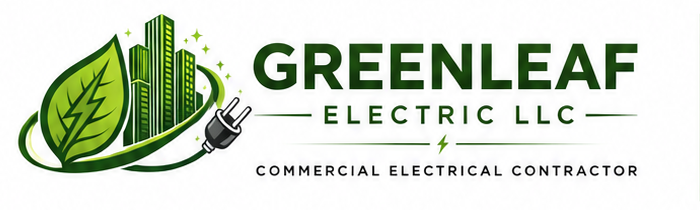 GREENLEAF
ELECTRIC LLC
COMMERCIAL ELECTRICAL CONTRACTOR